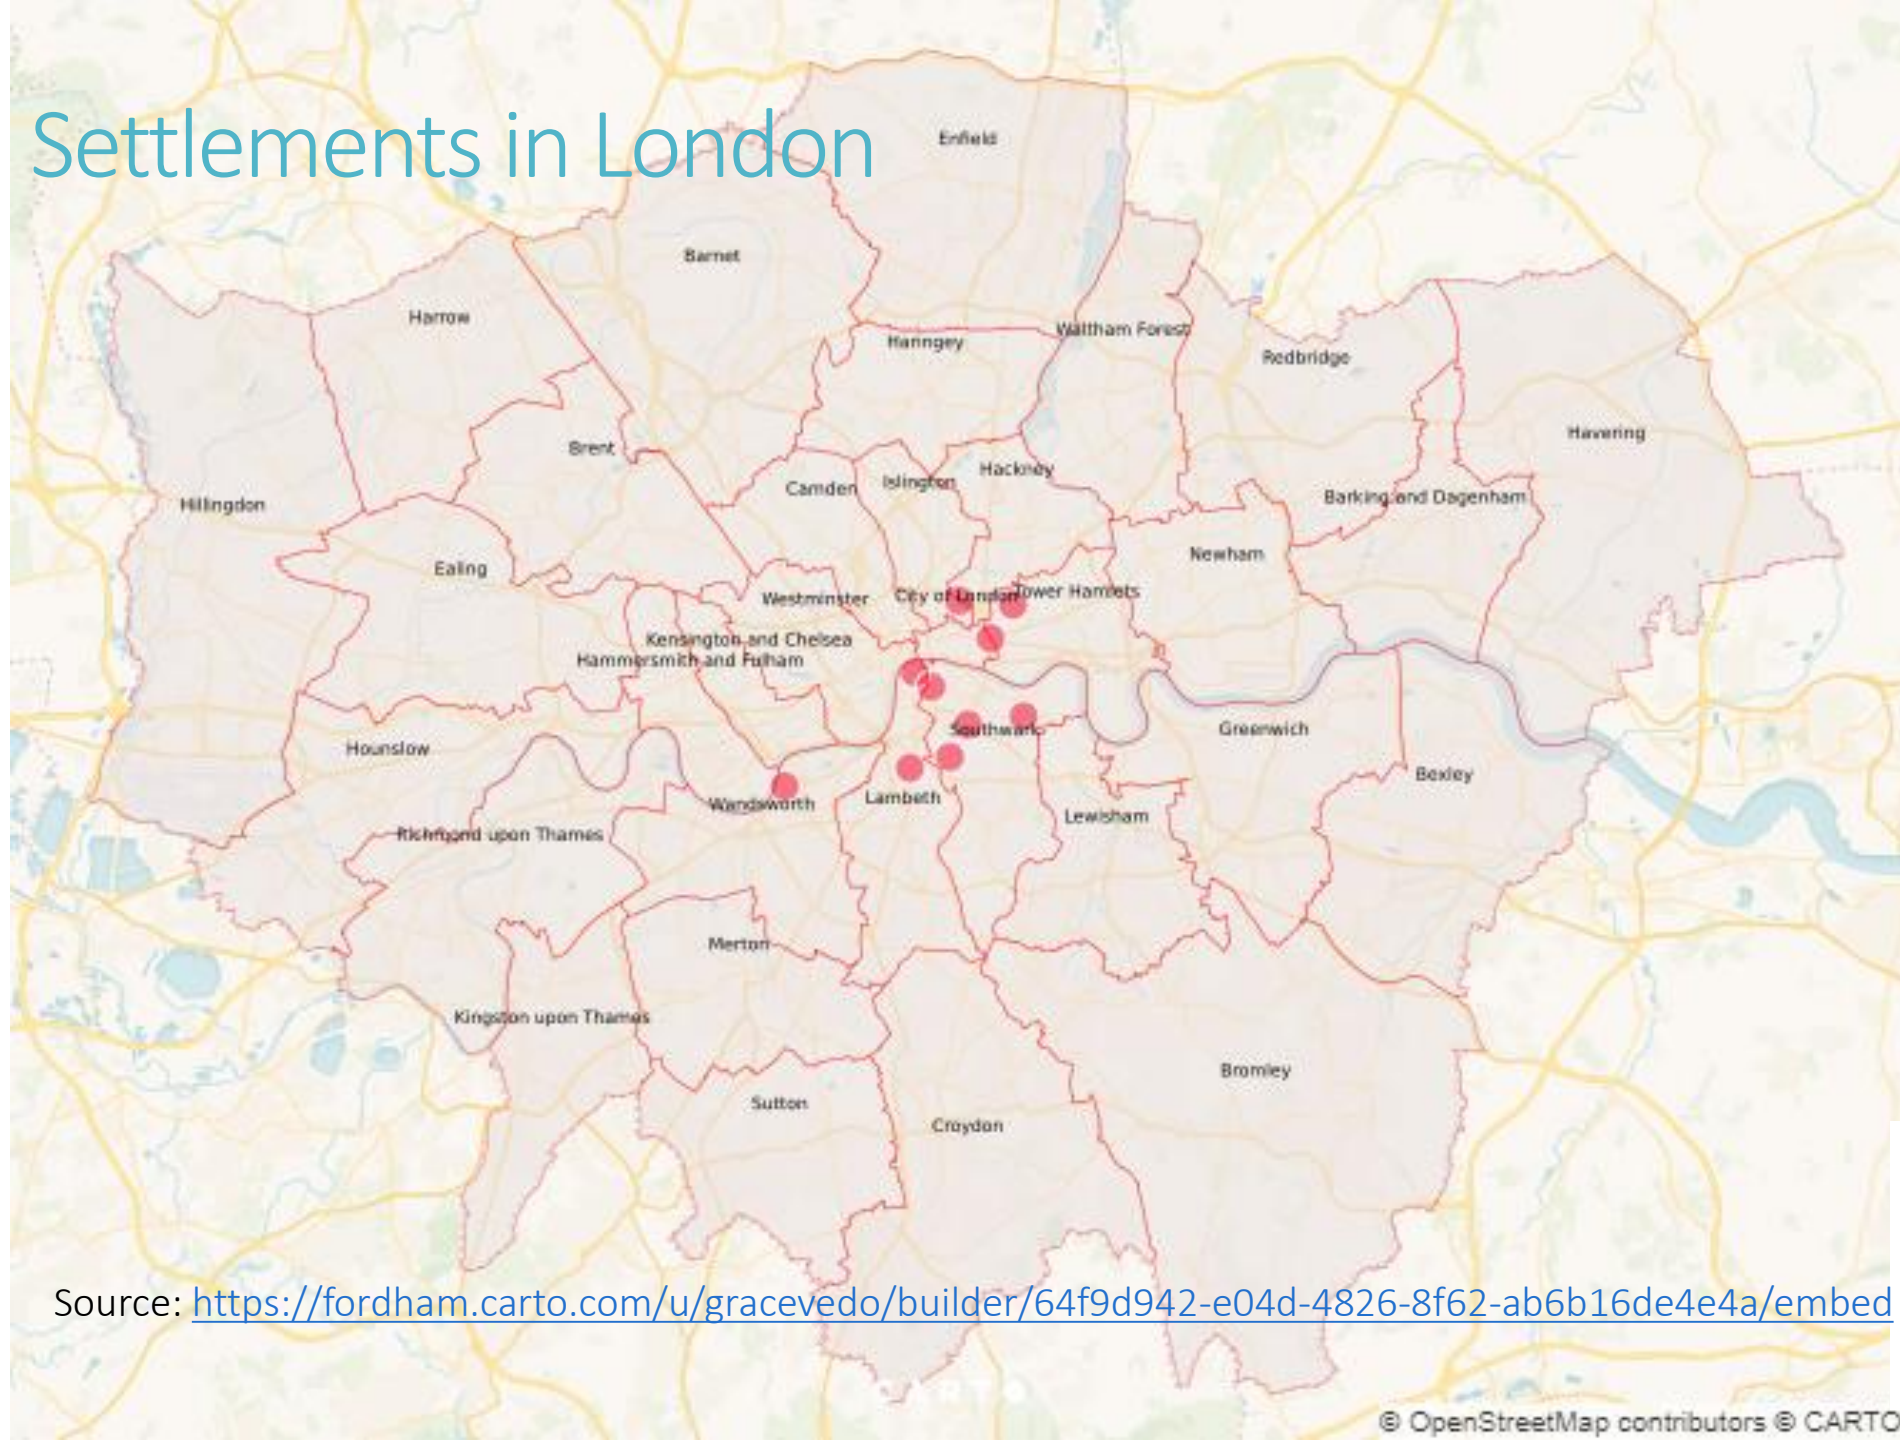 Settlements in London
Enfield
Barnet
Harrow
Haringey
Waltham Forest
Redbridge
Havering
Brent
Camden
Islington
Hackney
Hillingdon
Barking and Dagenham
Ealing
Newham
Westminster
City of London
Tower Hamlets
Kensington and Chelsea
Hammersmith and Fulham
Hounslow
Southwark
Greenwich
Bexley
Wandsworth
Lambeth
Lewisham
Richmond upon Thames
Merton
Kingston upon Thames
Bromley
Sutton
Croydon
Source: https://fordham.carto.com/u/gracevedo/builder/64f9d942-e04d-4826-8f62-ab6b16de4e4a/embed
CARTO
© OpenStreetMap contributors © CARTO